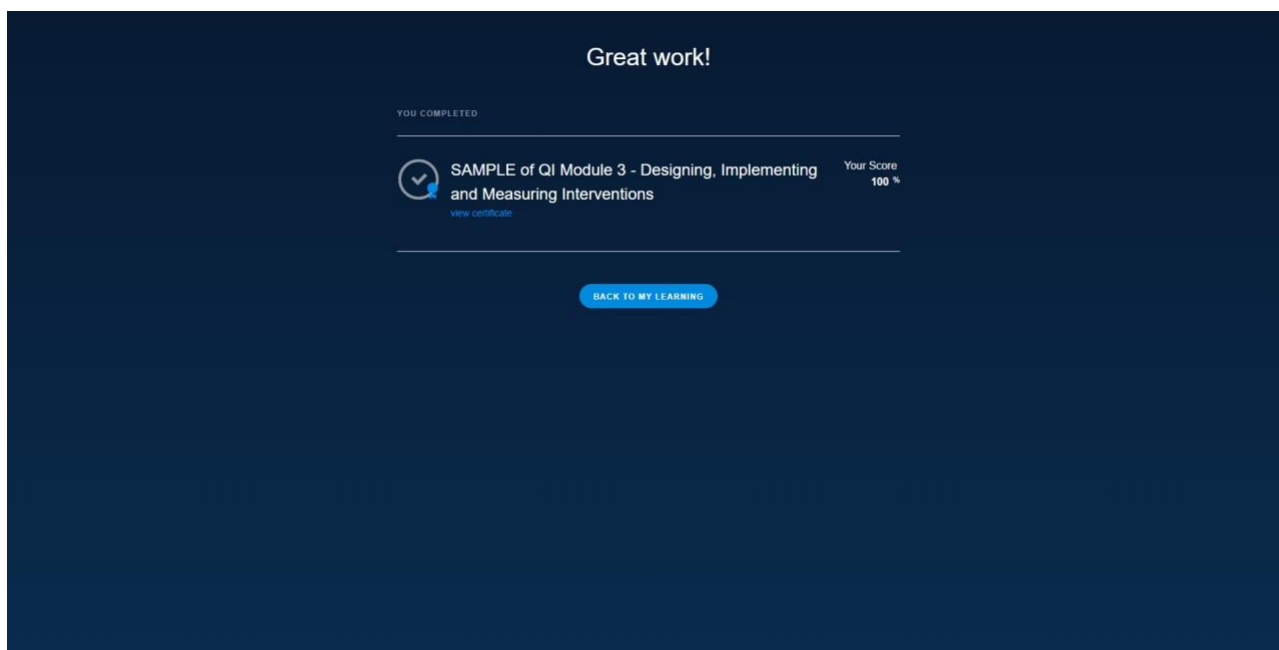 Great work!
YOU COMPLETED
SAMPLE of QI Module 3 - Designing, Implementing
and Measuring Interventions
view certificate
Your Score
100 %
BACK TO MY LEARNING